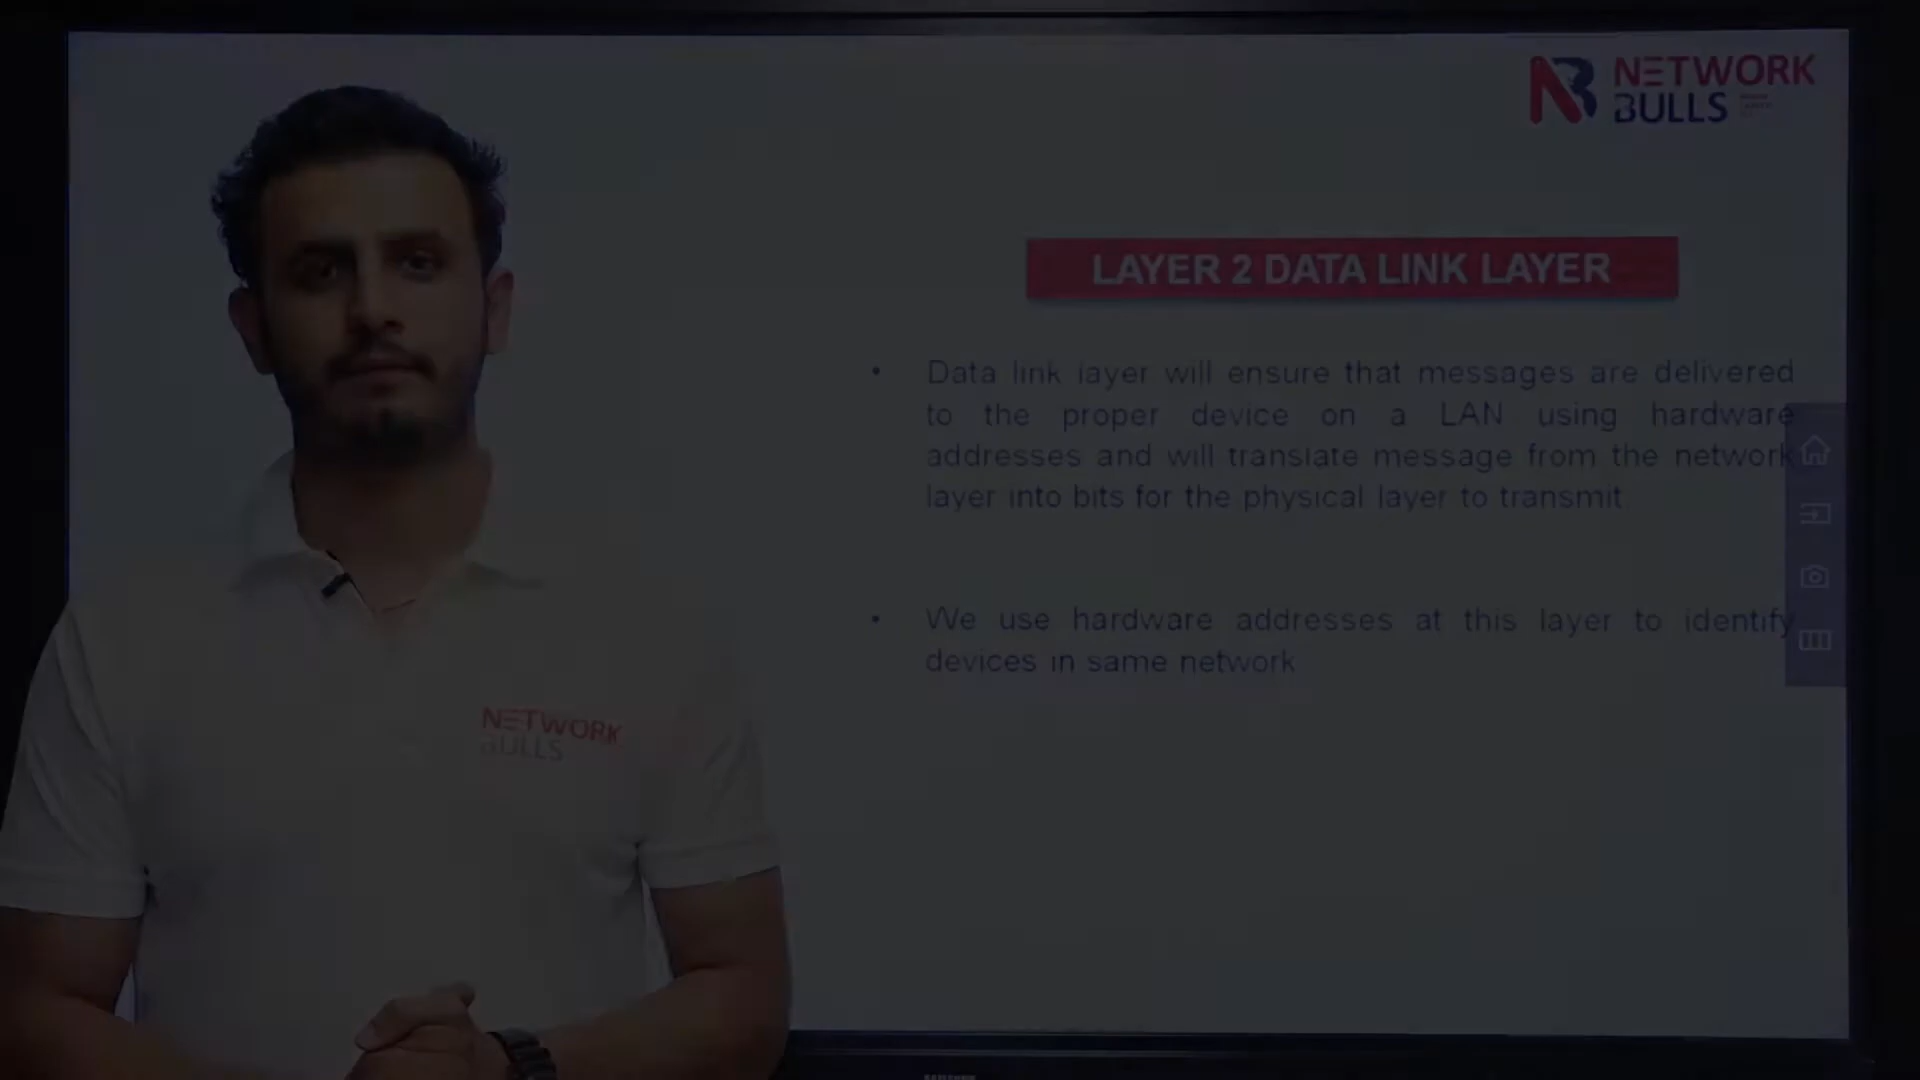 NETWORK
BULLS
LAYER 2 DATA LINK LAYER
• Data link layer will ensure that messages are delivered
to the proper device on a LAN using hardware
addresses and will translate message from the network
layer into bits for the physical layer to transmit
• We use hardware addresses at this layer to identify
devices in same network
NETWORK
BULLS